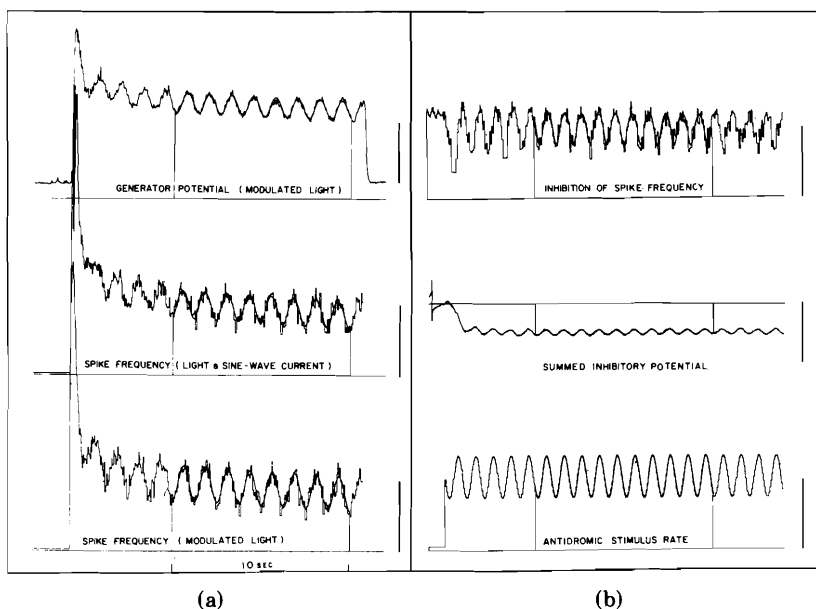 GENERATOR POTENTIAL (MODULATED LIGHT)
SPIKE FREQUENCY (LIGHT & SINE-WAVE CURRENT)
SPIKE FREQUENCY (MODULATED LIGHT)
10 SEC
(a)
INHIBITION OF SPIKE FREQUENCY
SUMMED INHIBITORY POTENTIAL
ANTIDROMIC STIMULUS RATE
(b)